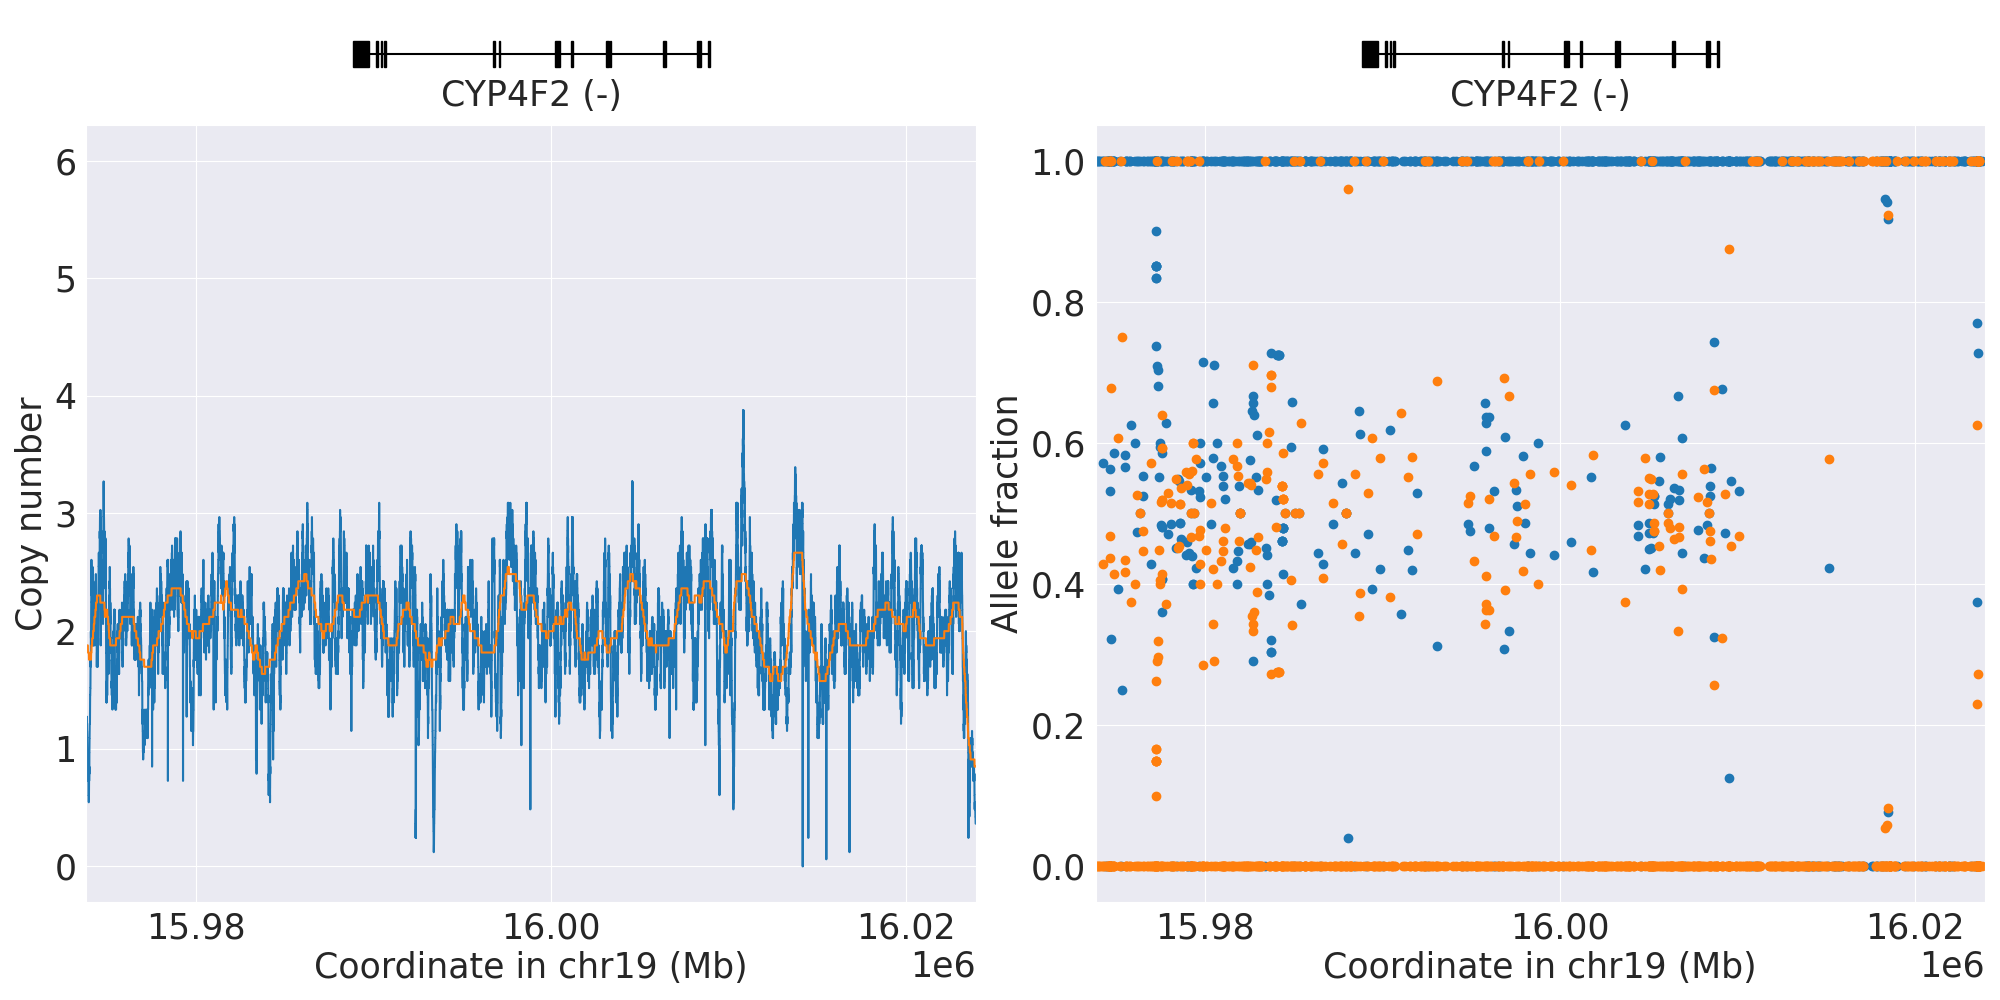 CYP4F2 (-)
Copy number
6
5
4
3
2
1
0
15.98
16.00
16.02
Coordinate in chr19 (Mb)
1e6
CYP4F2 (-)
Allele fraction
1.0
0.8
0.6
0.4
0.2
0.0
15.98
16.00
16.02
Coordinate in chr19 (Mb)
1e6